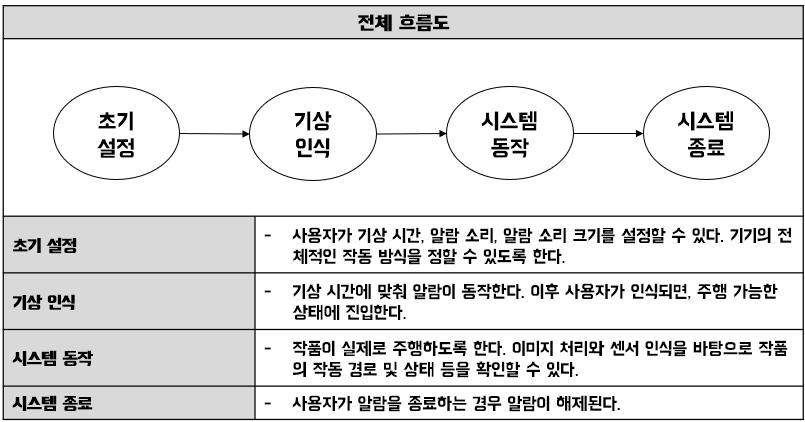 전체 흐름도
초기
설정
기상
인식
시스템
동작
시스템
종료
초기 설정
- 사용자가 기상 시간, 알람 소리, 알람 소리 크기를 설정할 수 있다. 기기의 전
체적인 작동 방식을 정할 수 있도록 한다.
기상 인식
- 기상 시간에 맞춰 알람이 동작한다. 이후 사용자가 인식되면, 주행 가능한
상태에 진입한다.
시스템 동작
- 작품이 실제로 주행하도록 한다. 이미지 처리와 센서 인식을 바탕으로 작품
의 작동 경로 및 상태 등을 확인할 수 있다.
시스템 종료
- 사용자가 알람을 종료하는 경우 알람이 해제된다.